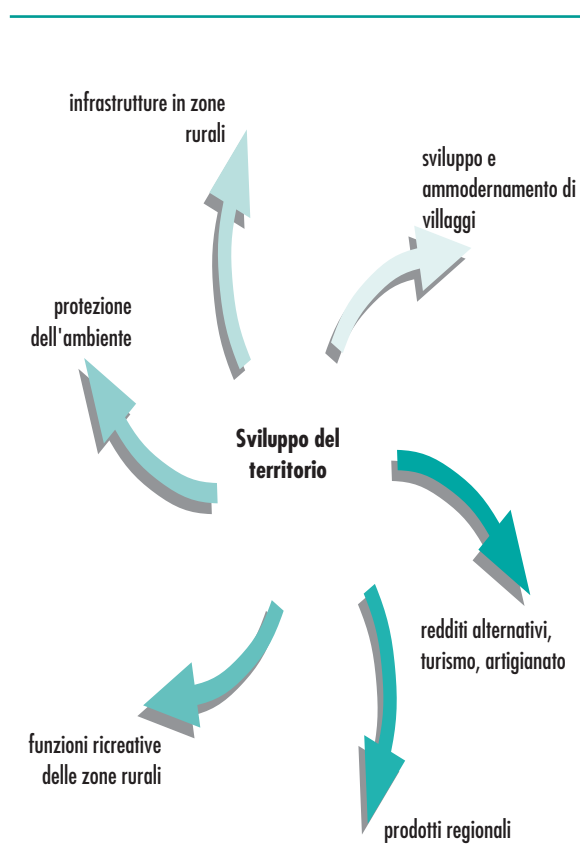 infrastrutture in zone
rurali
sviluppo e
ammodernamento di
villaggi
protezione
dell'ambiente
Sviluppo del
territorio
redditi alternativi,
turismo, artigianato
funzioni ricreative
delle zone rurali
prodotti regionali